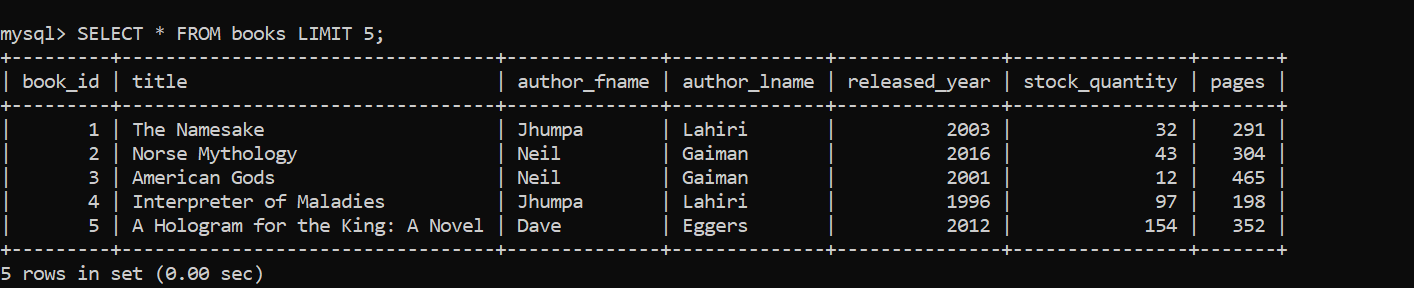 mysql> SELECT * FROM books LIMIT 5;
+---------+----------------------------------+--------------+--------------+---------------+----------------+-------+
| book_id | title                            | author_fname | author_lname | released_year | stock_quantity | pages |
+---------+----------------------------------+--------------+--------------+---------------+----------------+-------+
|       1 | The Namesake                     | Jhumpa       | Lahiri       |          2003 |             32 |   291 |
|       2 | Norse Mythology                  | Neil         | Gaiman       |          2016 |             43 |   304 |
|       3 | American Gods                    | Neil         | Gaiman       |          2001 |             12 |   465 |
|       4 | Interpreter of Maladies          | Jhumpa       | Lahiri       |          1996 |             97 |   198 |
|       5 | A Hologram for the King: A Novel | Dave         | Eggers       |          2012 |            154 |   352 |
+---------+----------------------------------+--------------+--------------+---------------+----------------+-------+
5 rows in set (0.00 sec)